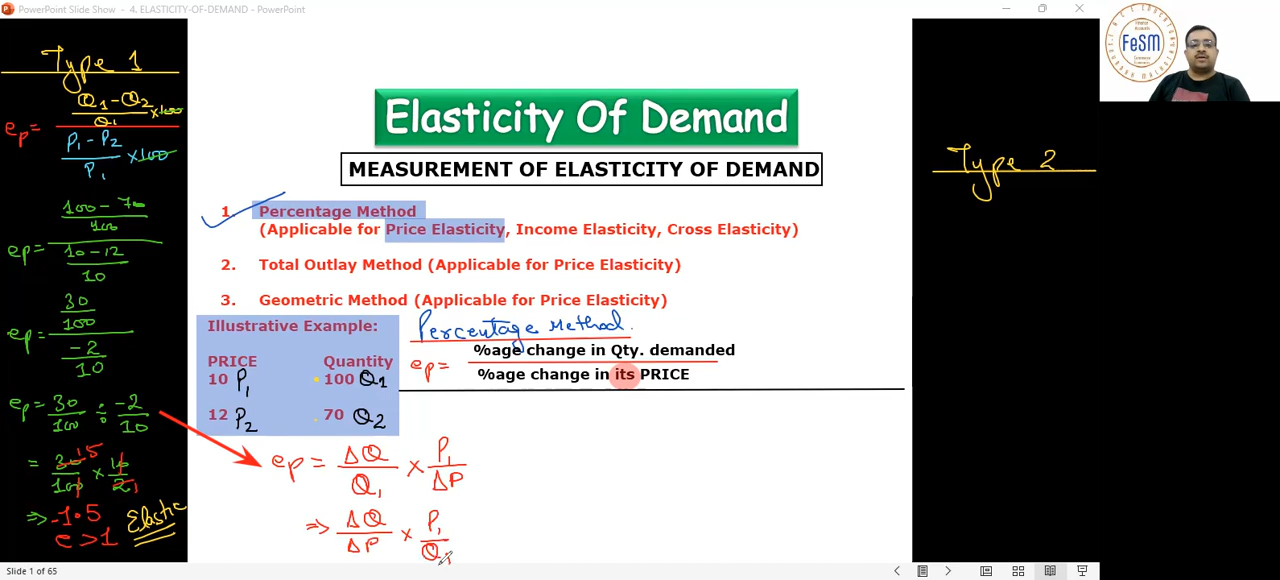 PowerPoint Slide Show - 4. ELASTICITY-OF-DEMAND - PowerPoint
Type 1
ep = (Q1 - Q2 / Q1 × 100) / (P1 - P2 / P1 × 100)
ep = (100 - 70 / 100) / (10 - 12 / 10)
ep = (30 / 100) / (-2 / 10)
ep = 30/100 ÷ -2/10
= 30/100 × 10/2
15
⇒ -1.5
e > 1
Elastic
Elasticity Of Demand
MEASUREMENT OF ELASTICITY OF DEMAND
1. Percentage Method
(Applicable for Price Elasticity, Income Elasticity, Cross Elasticity)
2. Total Outlay Method (Applicable for Price Elasticity)
3. Geometric Method (Applicable for Price Elasticity)
Illustrative Example:
PRICE Quantity
10 P1 100 Q1
12 P2 70 Q2
Percentage Method.
%age change in Qty. demanded
ep =
%age change in its PRICE
ep = ΔQ/Q1 × P1/ΔP
⇒ ΔQ/ΔP × P1/Q1
Type 2
FeSM
Slide 1 of 65